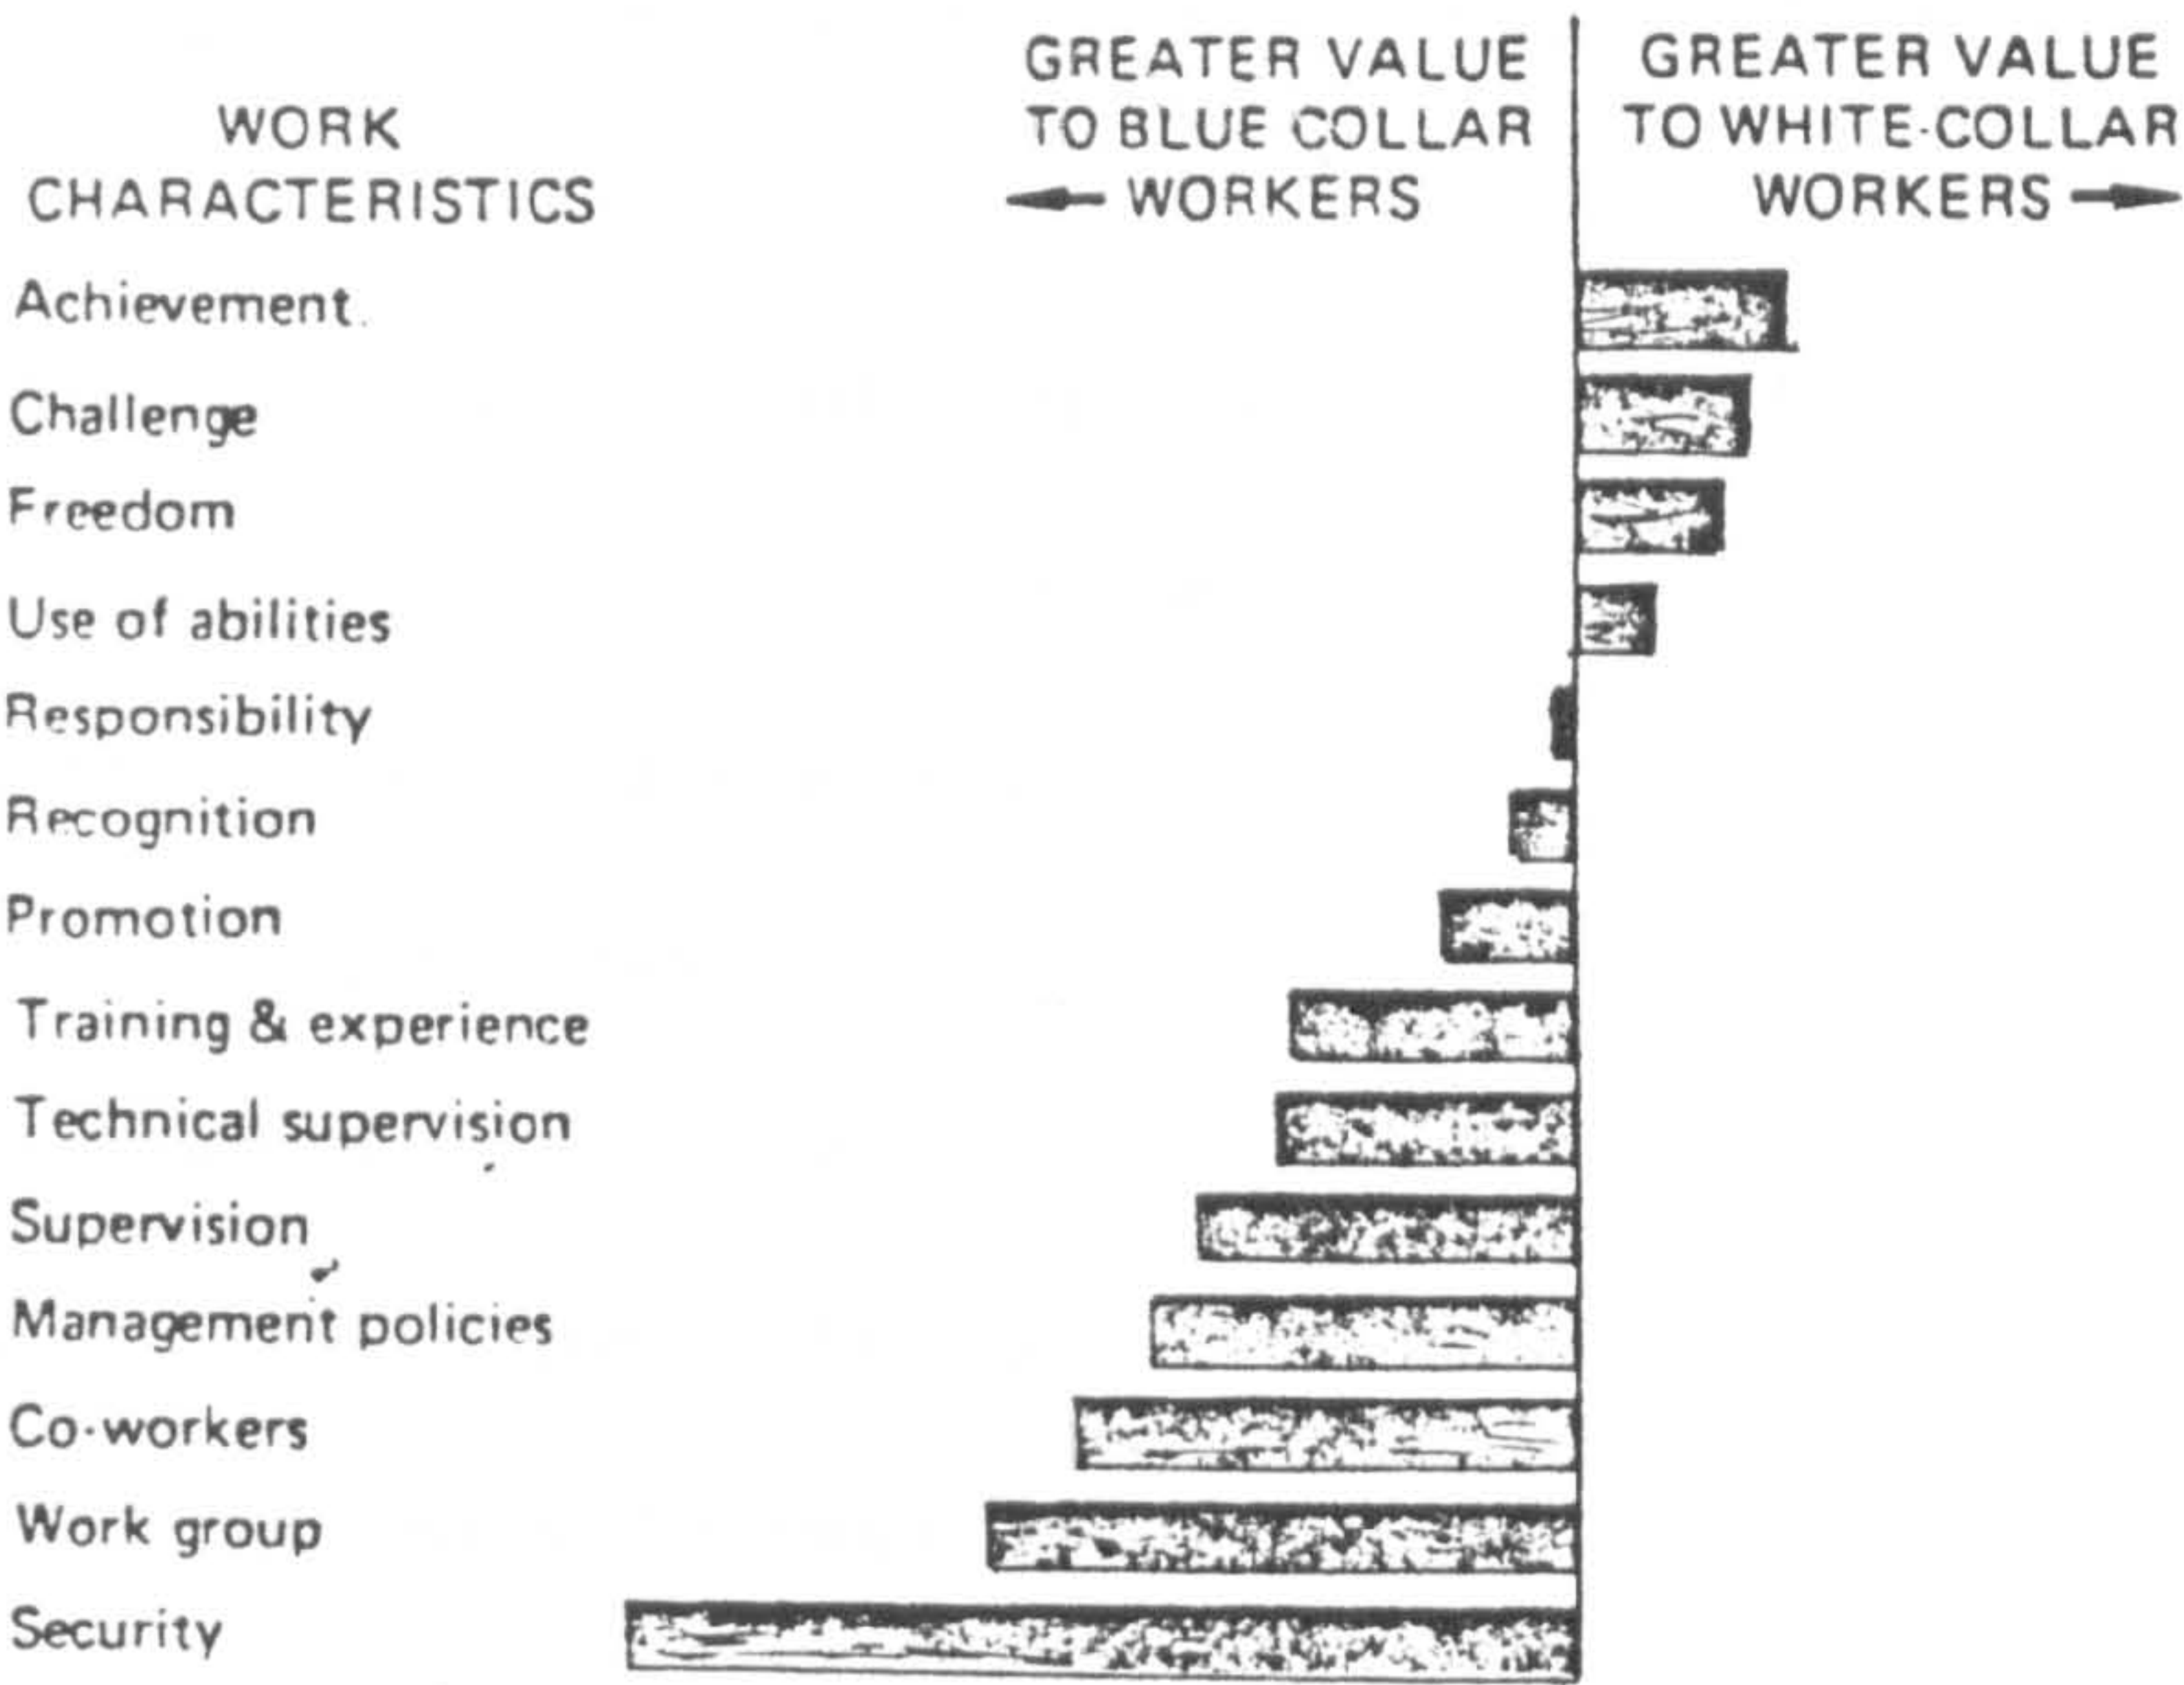 WORK
CHARACTERISTICS
GREATER VALUE
TO BLUE COLLAR
WORKERS
GREATER VALUE
TO WHITE-COLLAR
WORKERS
Achievement
Challenge
Freedom
Use of abilities
Responsibility
Recognition
Promotion
Training & experience
Technical supervision
Supervision
Management policies
Co-workers
Work group
Security